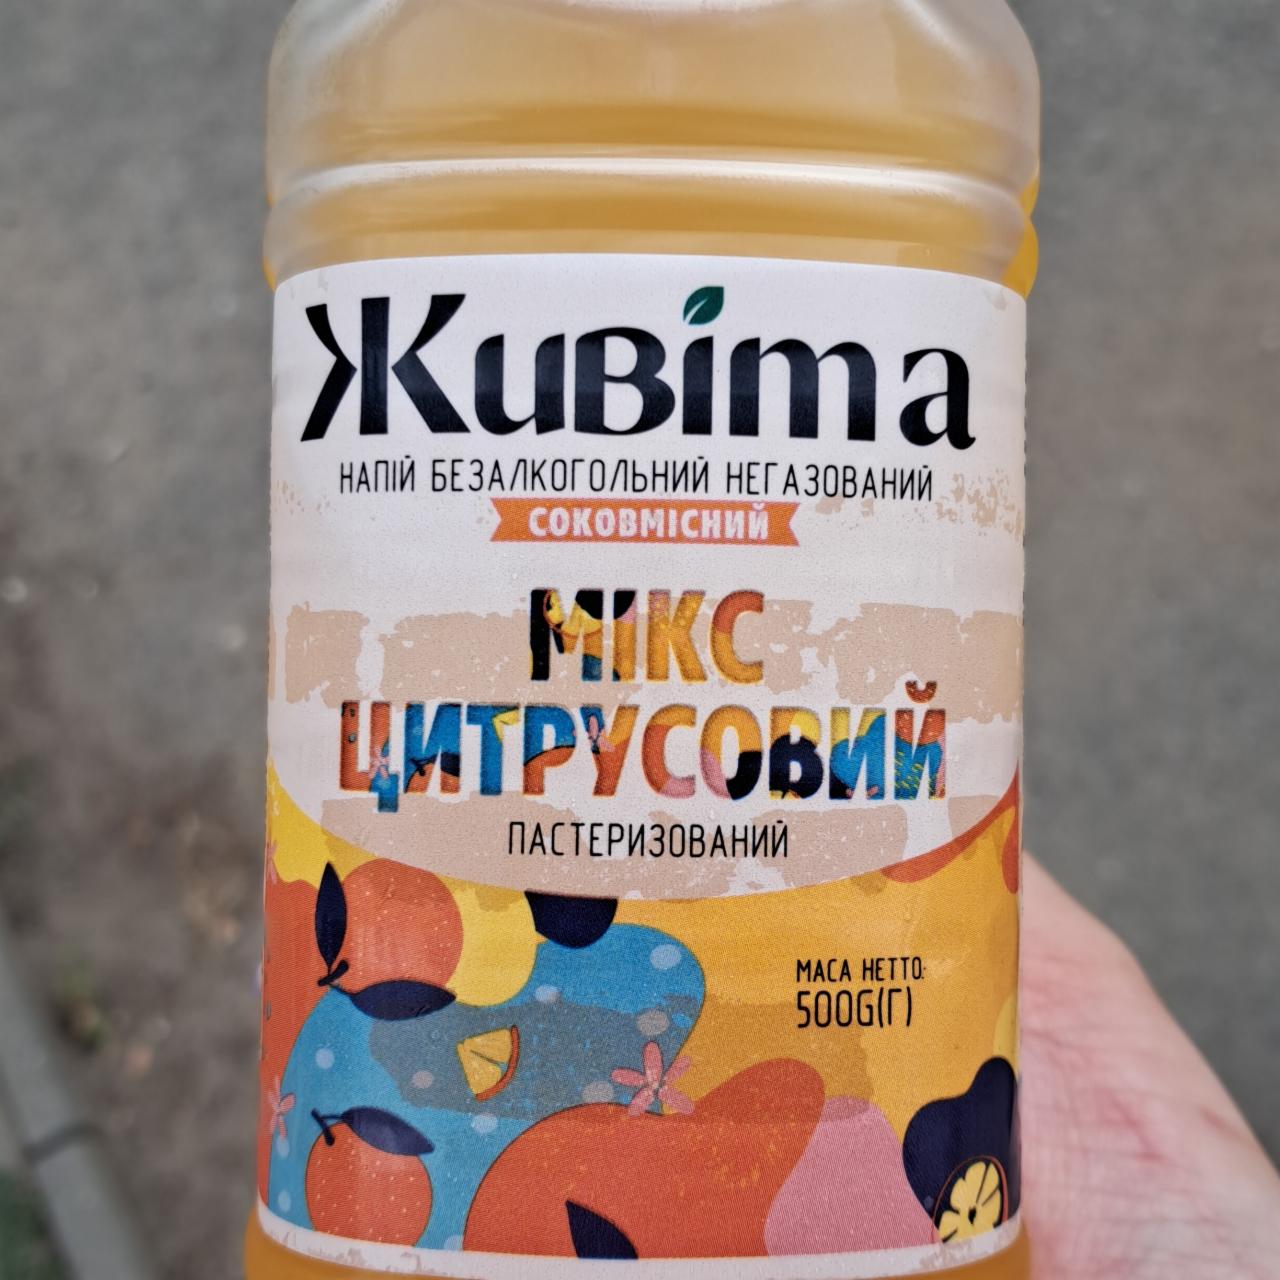 Живіта
НАПІЙ БЕЗАЛКОГОЛЬНИЙ НЕГАЗОВАНИЙ
СОКОВМІСНИЙ
МІКС
ЦИТРУСОВИЙ
ПАСТЕРИЗОВАНИЙ
МАСА НЕТТО:
500G(Г)